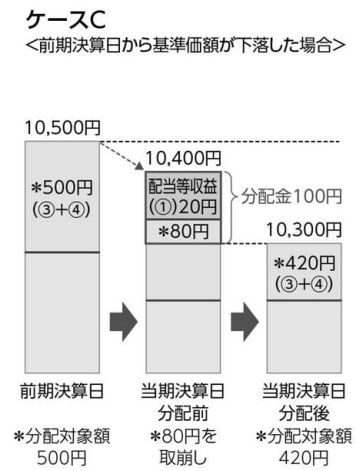 ケースC
<前期決算日から基準価額が下落した場合>
10,500円
10,400円
*500円
(③+④)
配当等収益
(①)20円
*80円
分配金100円
10,300円
*420円
(③+④)
前期決算日
当期決算日
分配前
当期決算日
分配後
*分配対象額
500円
*80円を
取崩し
*分配対象額
420円